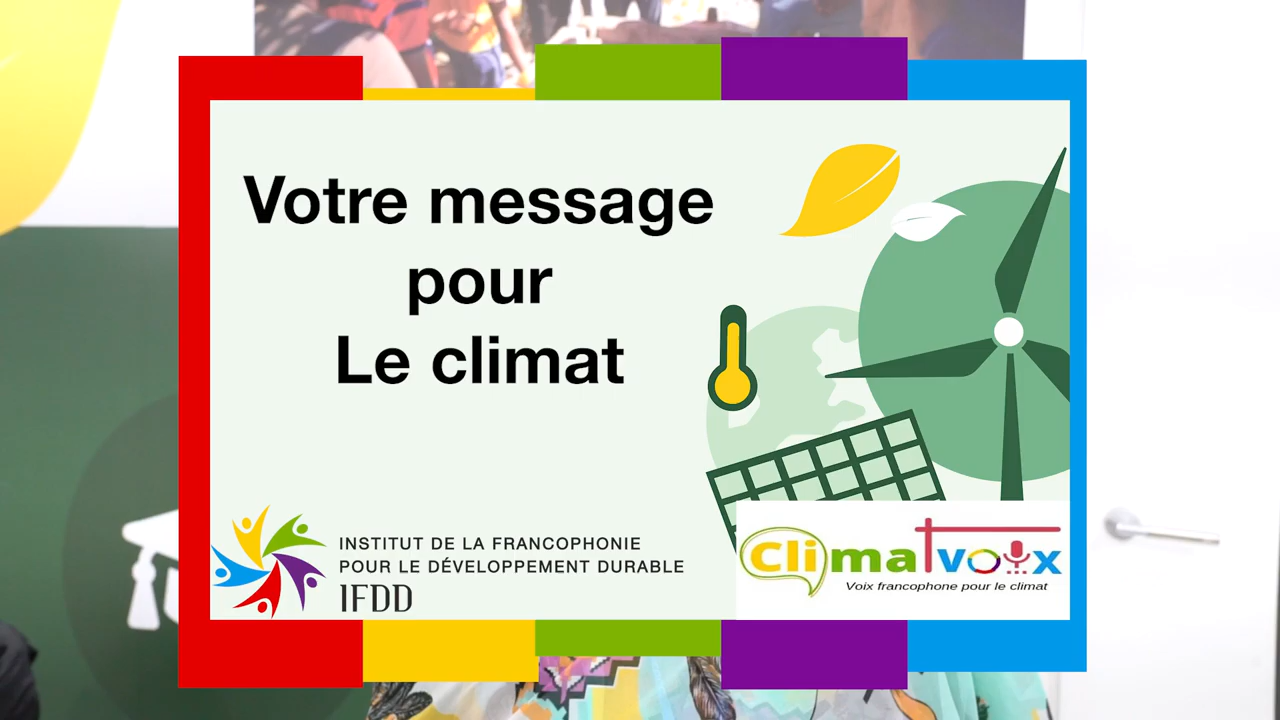 Votre message
pour
Le climat
INSTITUT DE LA FRANCOPHONIE
POUR LE DÉVELOPPEMENT DURABLE
IFDD
Climatvoix
Voix francophone pour le climat